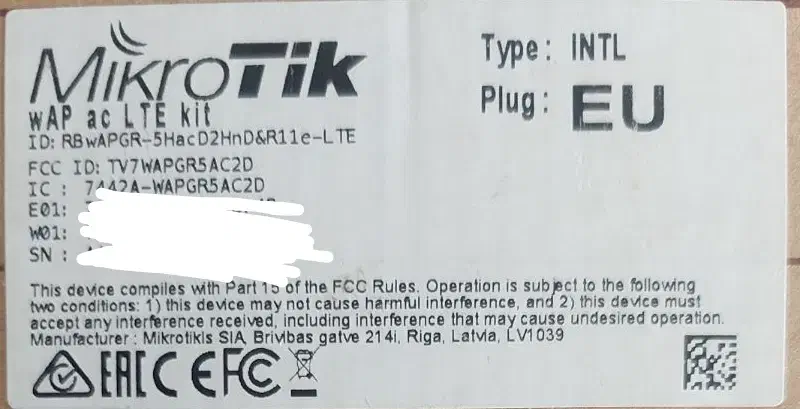 MikroTik
wAP ac LTE kit
ID: RBwAPGR-5HacD2HnD&R11e-LTE
FCC ID: TV7WAPGR5AC2D
IC : 7442A-WAPGR5AC2D
E01:
W01:
SN :
Type: INTL
Plug: EU
This device complies with Part 15 of the FCC Rules. Operation is subject to the following
two conditions: 1) this device may not cause harmful interference, and 2) this device must
accept any interference received, including interference that may cause undesired operation.
Manufacturer : Mikrotikls SIA, Brivibas gatve 214i, Riga, Latvia, LV1039
EAC CE FC